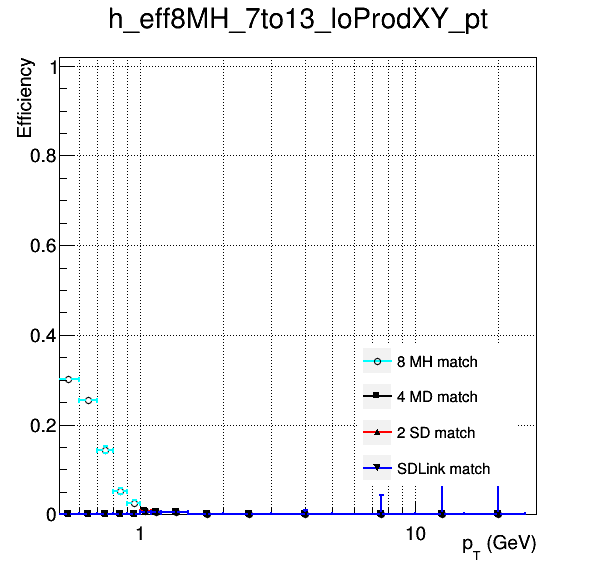 h_eff8MH_7to13_loProdXY_pt
Efficiency
1
0.8
0.6
0.4
0.2
0
8 MH match
4 MD match
2 SD match
SDLink match
1
10
p_T (GeV)